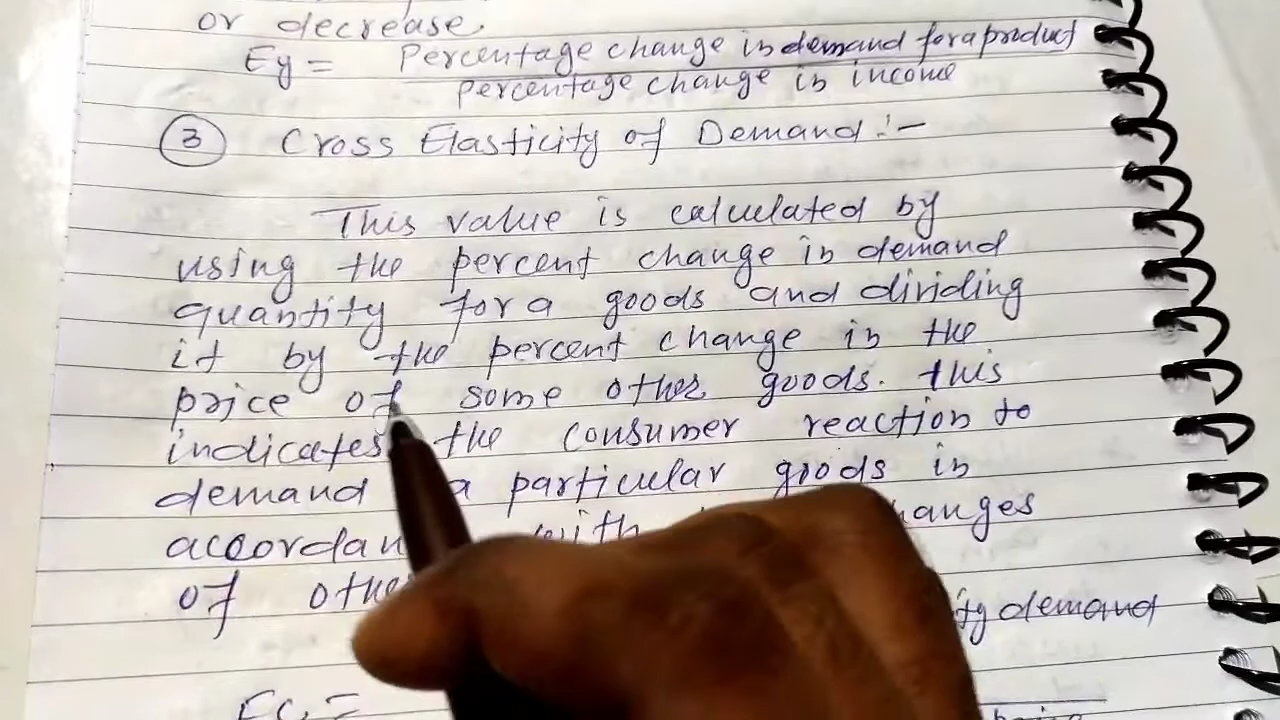 or decrease.
Ey = Percentage change in demand for a product
percentage change in income
3 Cross Elasticity of Demand :-
This value is calculated by
using the percent change in demand
quantity for a goods and dividing
it by the percent change in the
price of some other goods. this
indicates the consumer reaction to
demand a particular goods in
with
of
demand